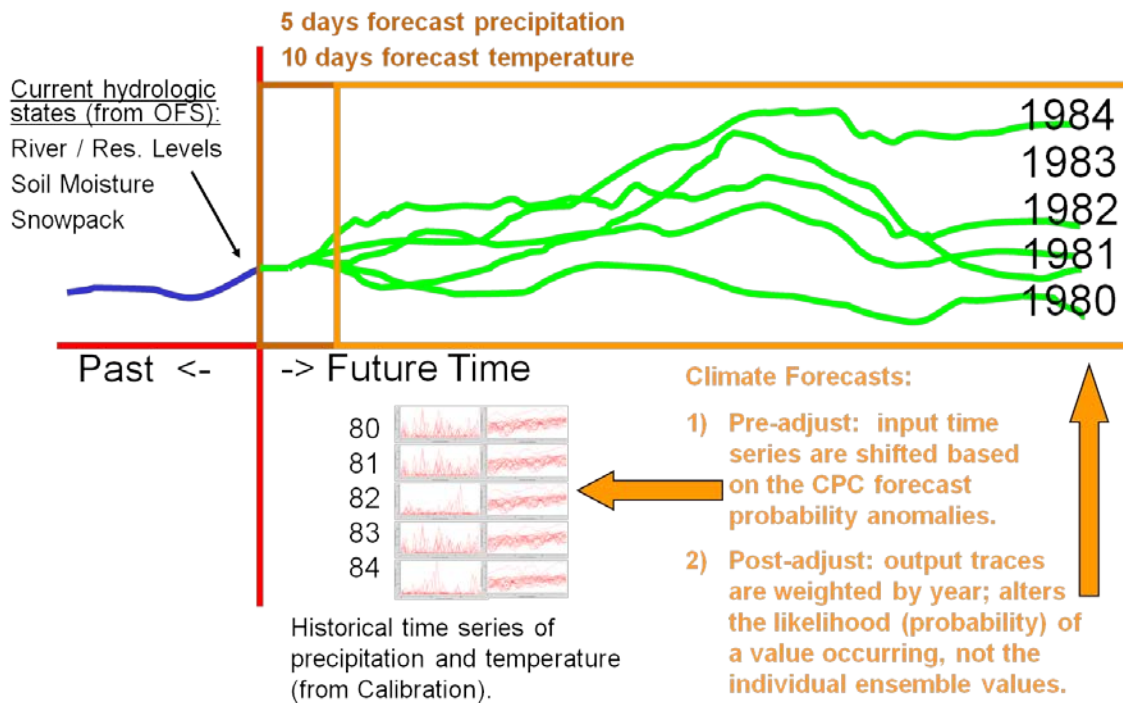 5 days forecast precipitation
10 days forecast temperature
Current hydrologic
states (from OFS):
River / Res. Levels
Soil Moisture
Snowpack
1984
1983
1982
1981
1980
Past <-
-> Future Time
80
81
82
83
84
Historical time series of
precipitation and temperature
(from Calibration).
Climate Forecasts:
1) Pre-adjust: input time
series are shifted based
on the CPC forecast
probability anomalies.
2) Post-adjust: output traces
are weighted by year; alters
the likelihood (probability) of
a value occurring, not the
individual ensemble values.